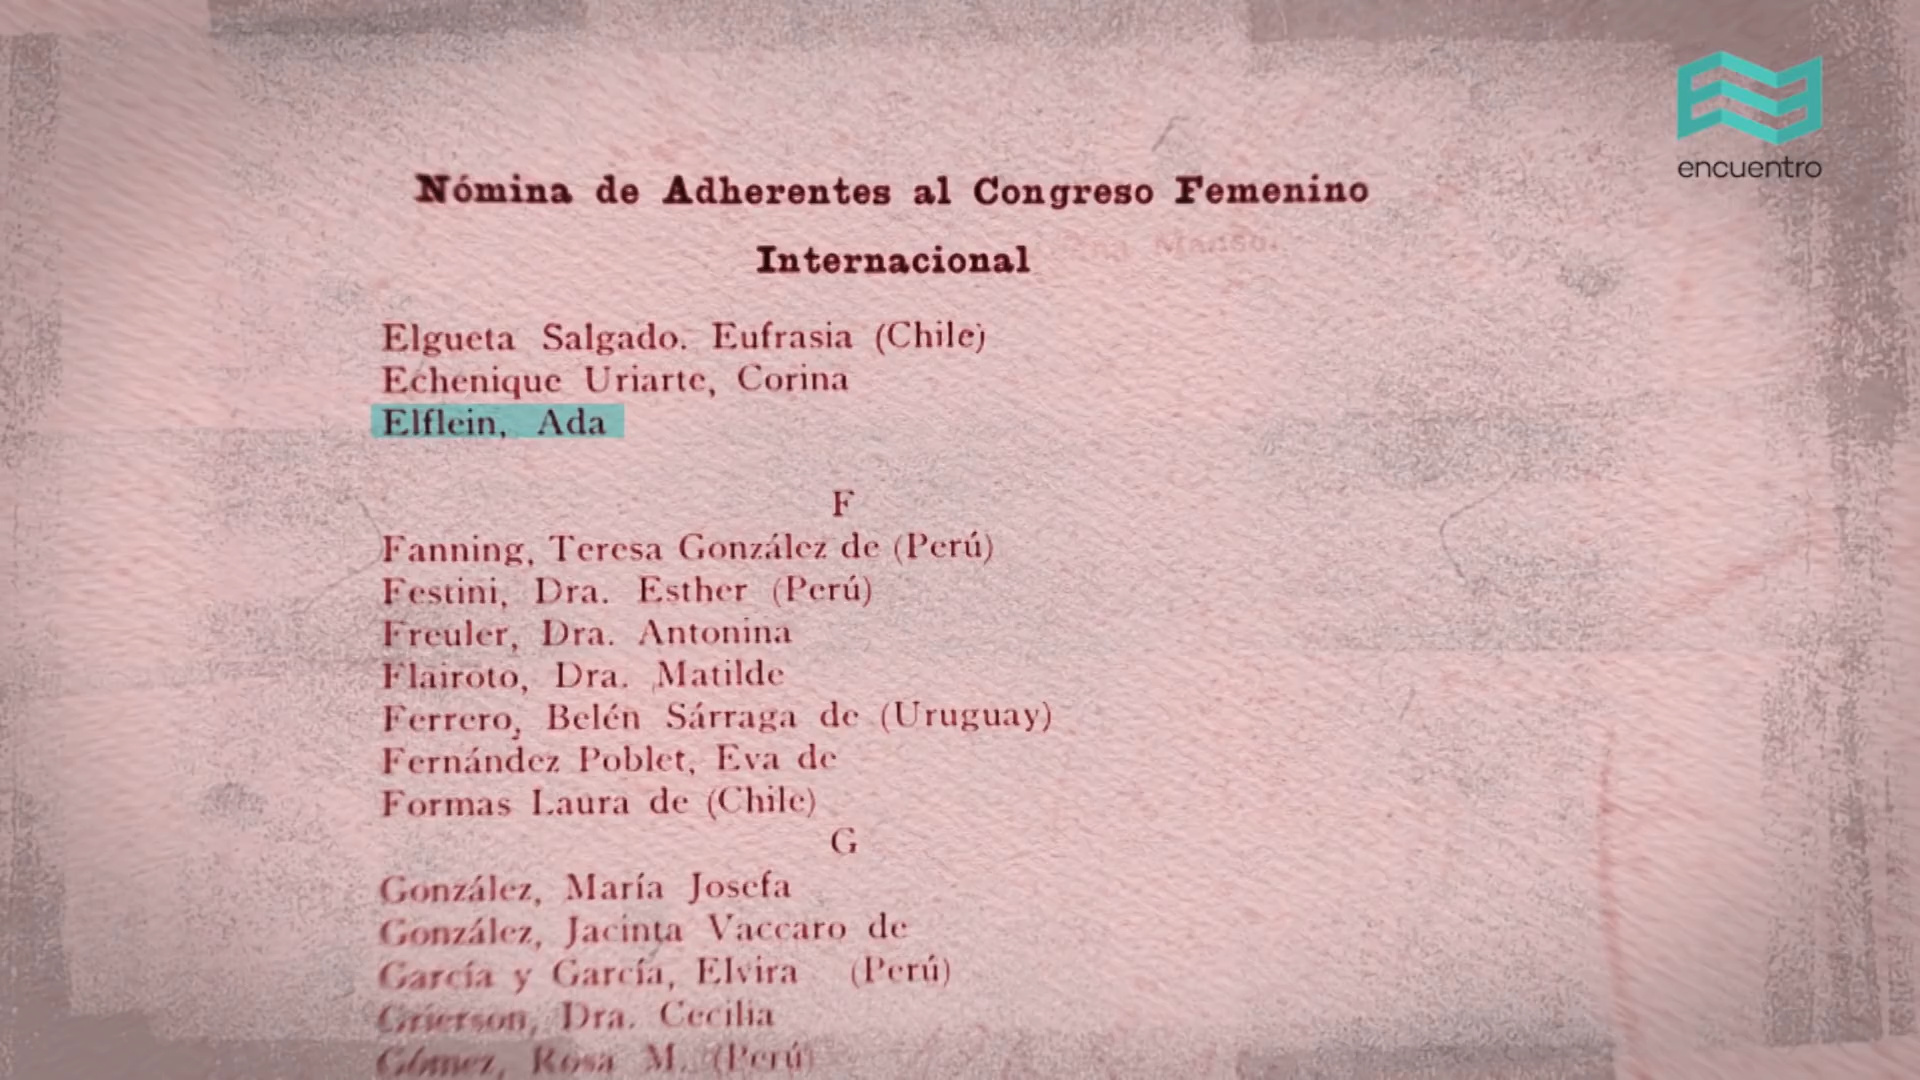 encuentro
Nómina de Adherentes al Congreso Femenino
Internacional
Elgueta Salgado. Eufrasia (Chile)
Echenique Uriarte, Corina
Elflein, Ada
F
Fanning, Teresa González de (Perú)
Festini, Dra. Esther (Perú)
Freuler, Dra. Antonina
Flairoto, Dra. Matilde
Ferrero, Belén Sárraga de (Uruguay)
Fernández Poblet, Eva de
Formas Laura de (Chile)
G
González, María Josefa
González, Jacinta Vaccaro de
García y García, Elvira (Perú)
Grierson, Dra. Cecilia
Gómez, Rosa M. (Perú)